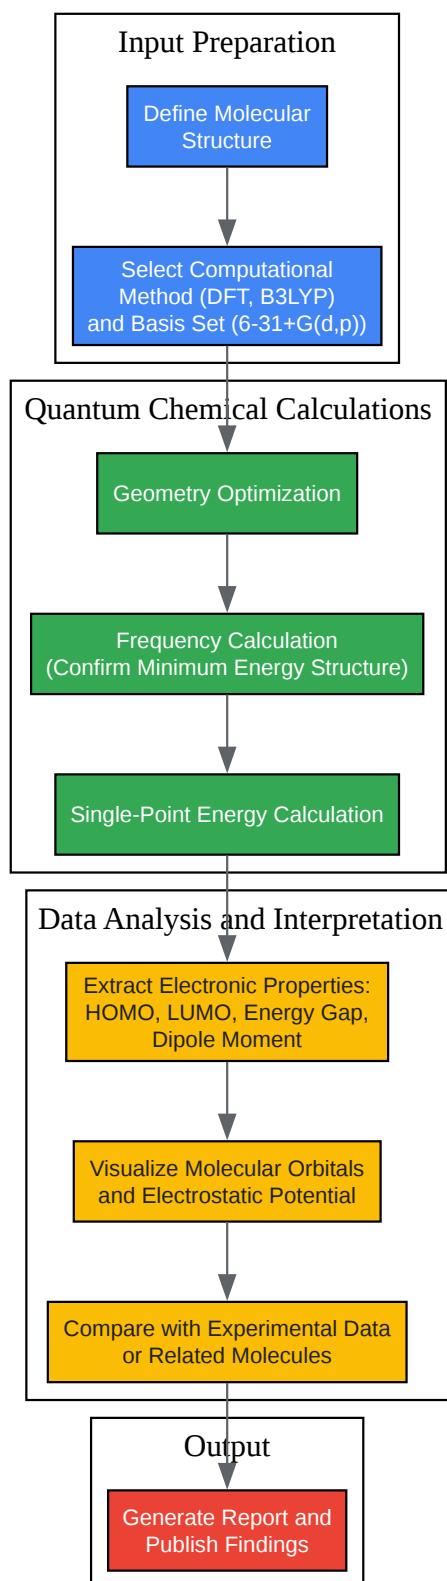 Input Preparation
Define Molecular
Structure
Select Computational
Method (DFT, B3LYP)
and Basis Set (6-31+G(d,p))
Quantum Chemical Calculations
Geometry Optimization
Frequency Calculation
(Confirm Minimum Energy Structure)
Single-Point Energy Calculation
Data Analysis and Interpretation
Extract Electronic Properties:
HOMO, LUMO, Energy Gap,
Dipole Moment
Visualize Molecular Orbitals
and Electrostatic Potential
Compare with Experimental Data
or Related Molecules
Output
Generate Report and
Publish Findings